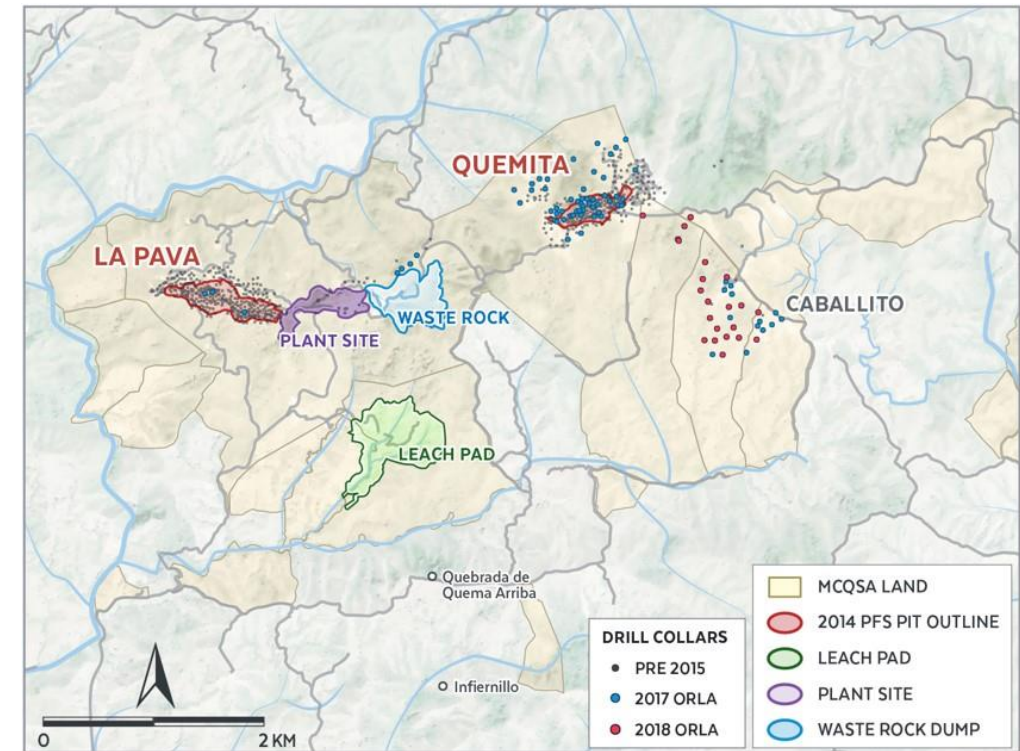 QUEMITA
LA PAVA
CABALLITO
WASTE ROCK
PLANT SITE
LEACH PAD
Quebrada de
Quema Arriba
Infiernillo
0
2 KM
DRILL COLLARS
PRE 2015
2017 ORLA
2018 ORLA
MCQSA LAND
2014 PFS PIT OUTLINE
LEACH PAD
PLANT SITE
WASTE ROCK DUMP